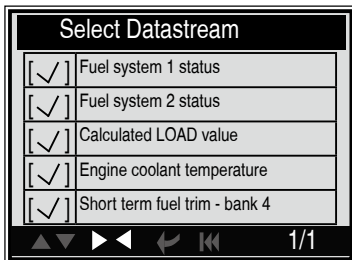 Select Datastream
[✓] Fuel system 1 status
[✓] Fuel system 2 status
[✓] Calculated LOAD value
[✓] Engine coolant temperature
[✓] Short term fuel trim - bank 4
1/1